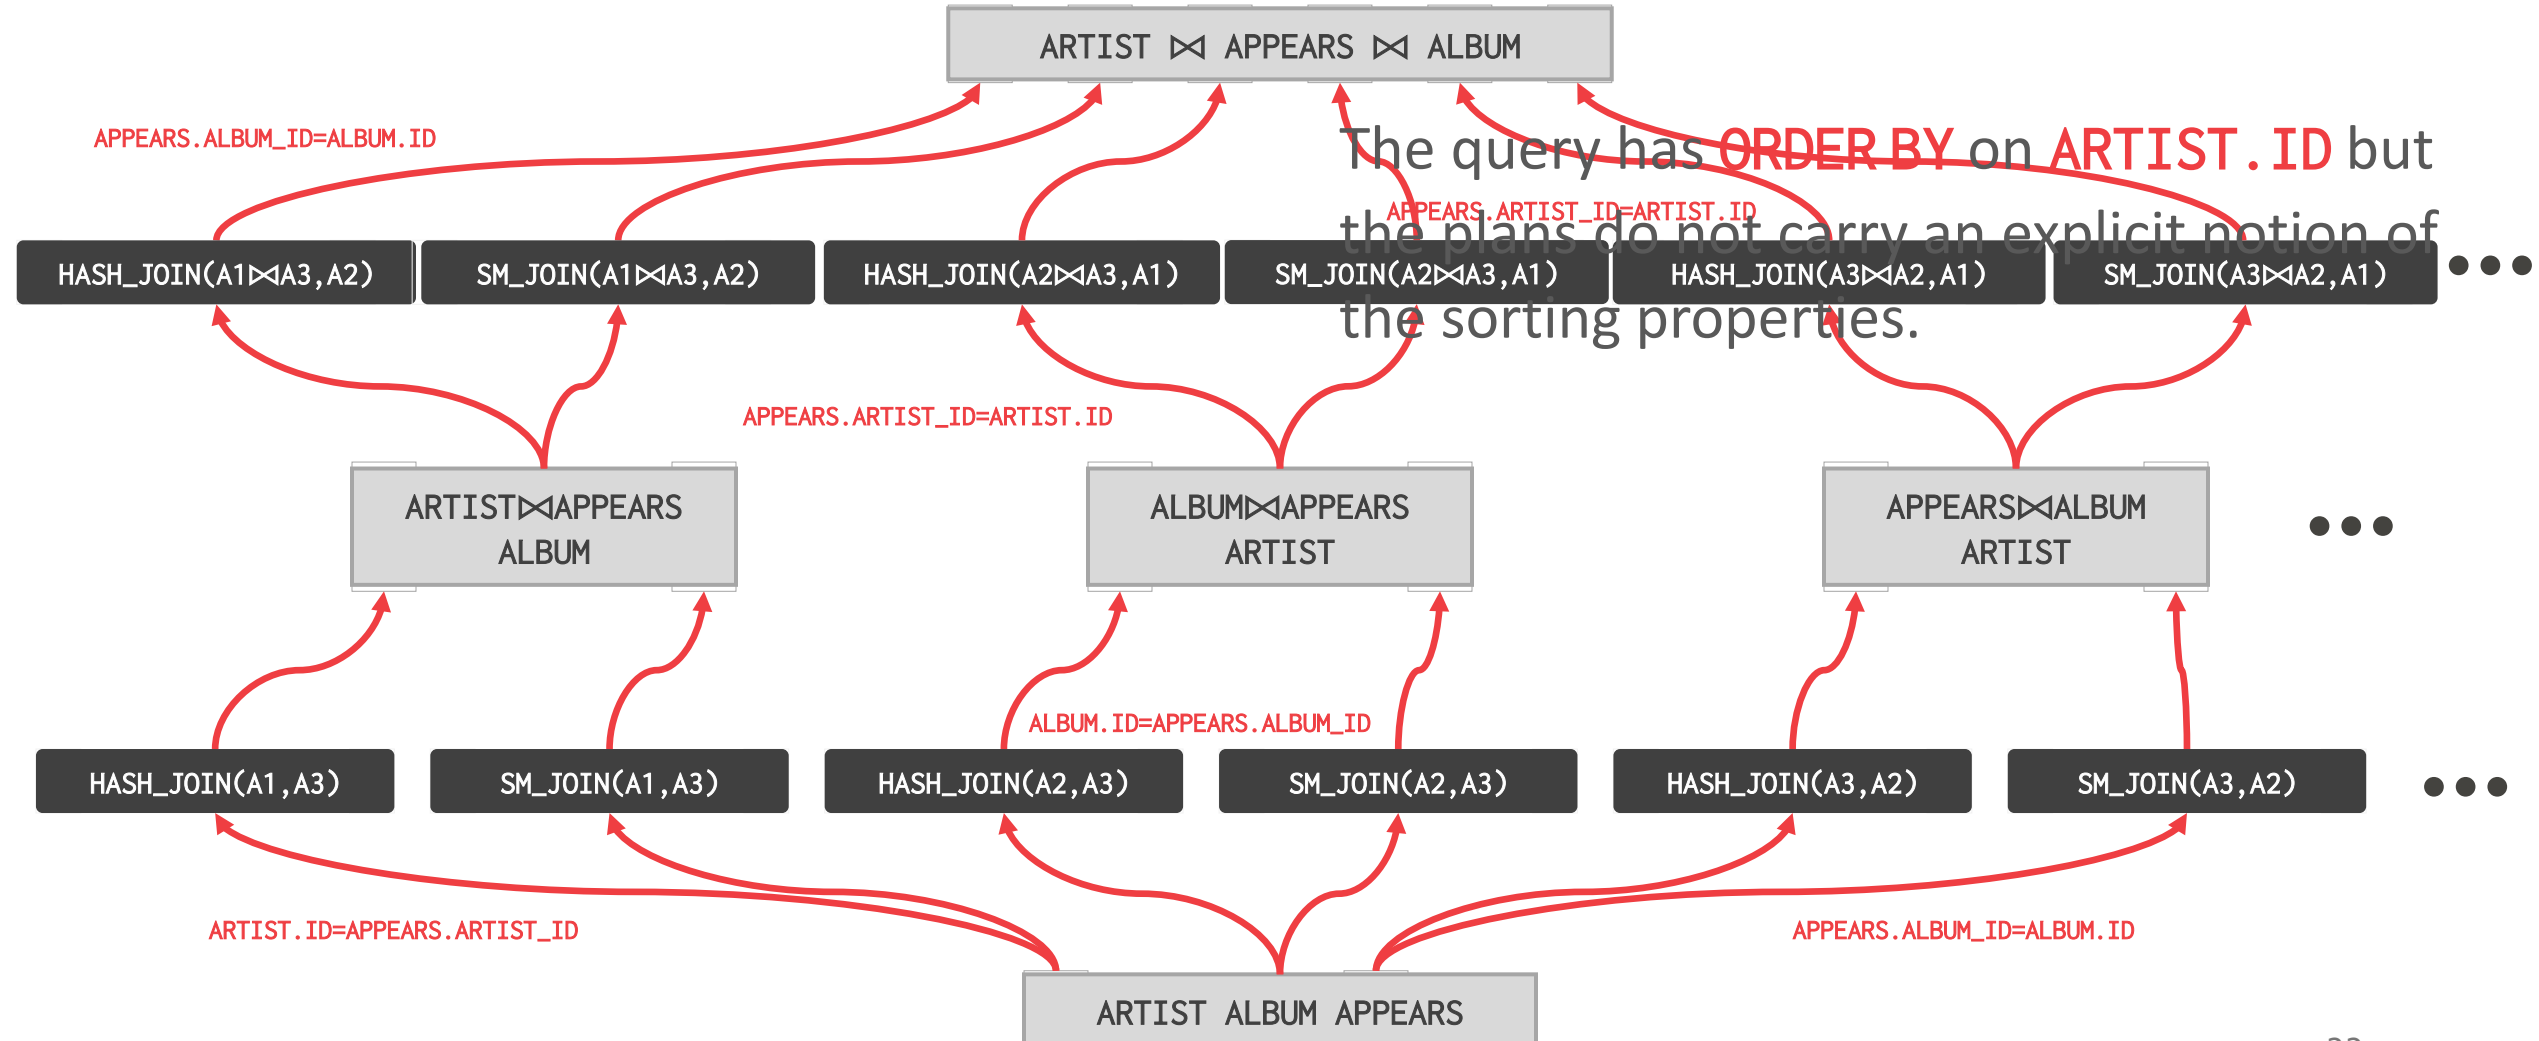 ARTIST ⋈ APPEARS ⋈ ALBUM
APPEARS.ALBUM_ID=ALBUM.ID
The query has ORDER BY on ARTIST.ID but
APPEARS.ARTIST_ID=ARTIST.ID
the plans do not carry an explicit notion of
HASH_JOIN(A1⋈A3,A2)
SM_JOIN(A1⋈A3,A2)
HASH_JOIN(A2⋈A3,A1)
SM_JOIN(A2⋈A3,A1)
HASH_JOIN(A3⋈A2,A1)
SM_JOIN(A3⋈A2,A1)
the sorting properties.
APPEARS.ARTIST_ID=ARTIST.ID
ARTIST⋈APPEARS
ALBUM
ALBUM⋈APPEARS
ARTIST
APPEARS⋈ALBUM
ARTIST
ALBUM.ID=APPEARS.ALBUM_ID
HASH_JOIN(A1,A3)
SM_JOIN(A1,A3)
HASH_JOIN(A2,A3)
SM_JOIN(A2,A3)
HASH_JOIN(A3,A2)
SM_JOIN(A3,A2)
ARTIST.ID=APPEARS.ARTIST_ID
APPEARS.ALBUM_ID=ALBUM.ID
ARTIST ALBUM APPEARS